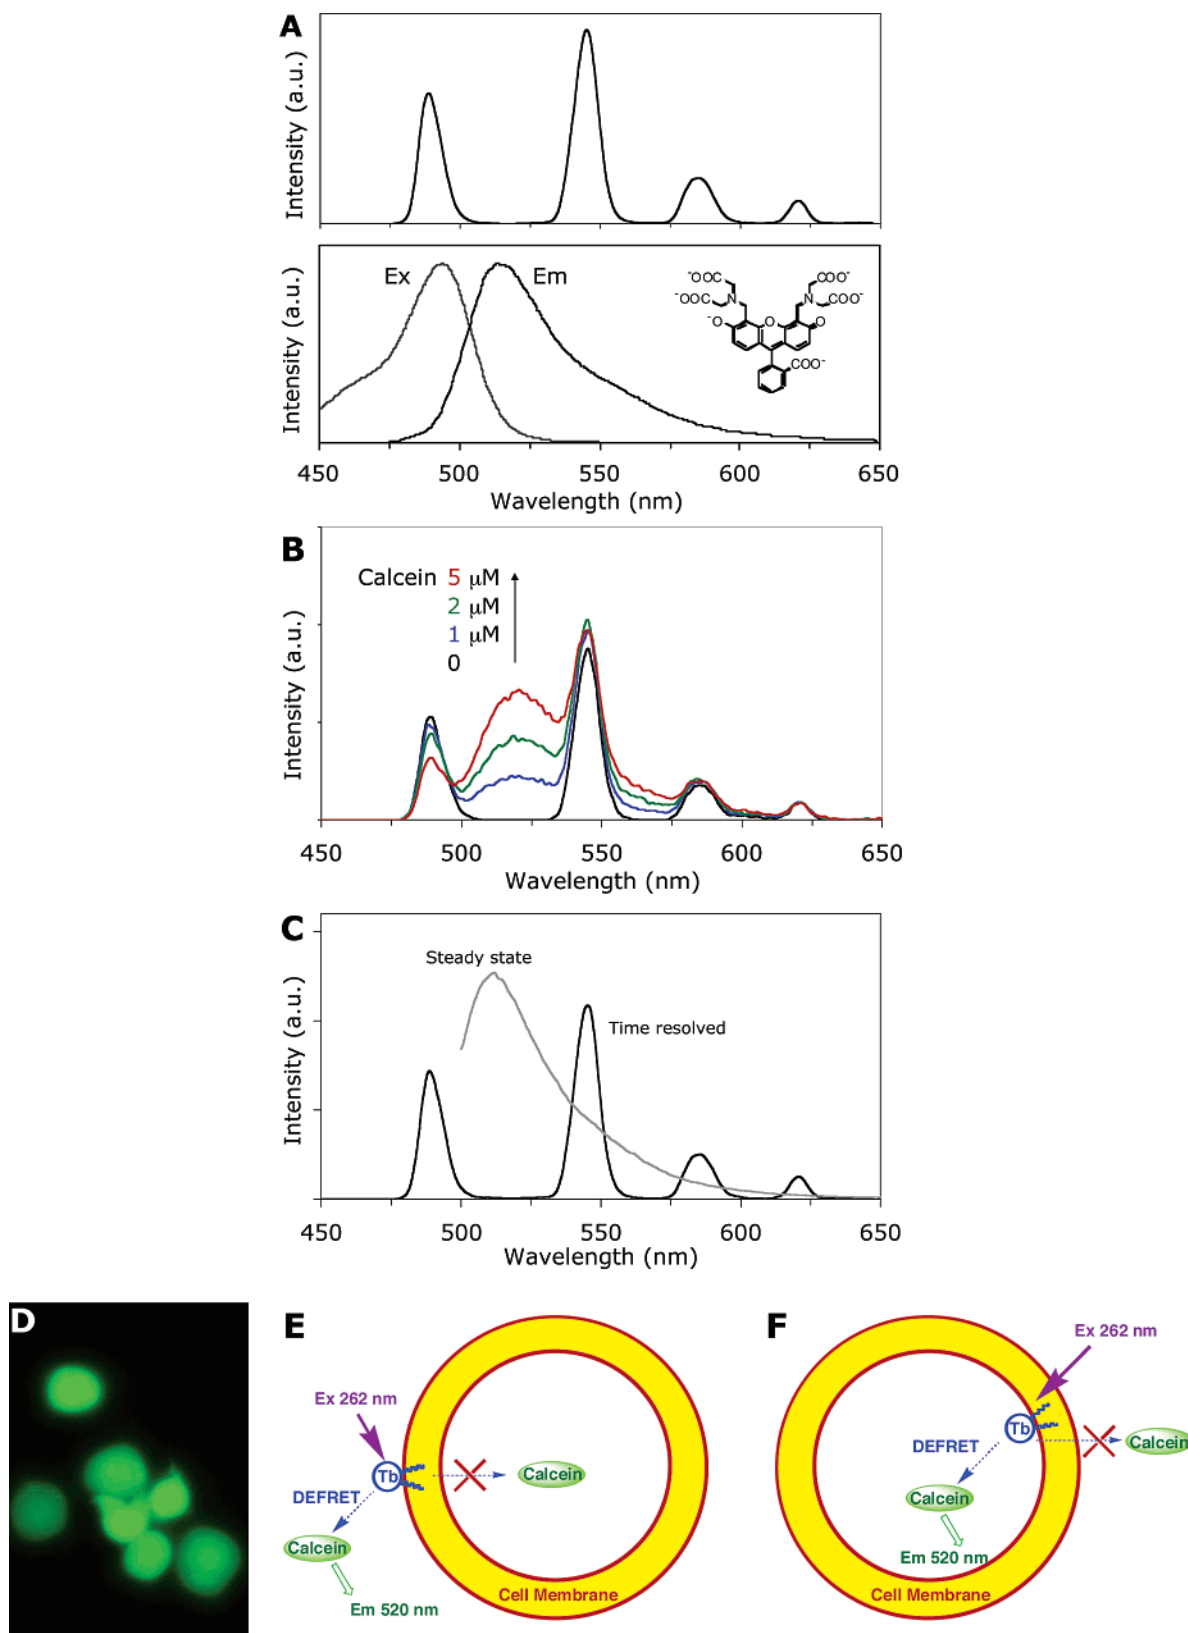 A
Intensity (a.u.)
Intensity (a.u.)
Ex
Em
⁻OOC
COO⁻
⁻OOC
N
N
COO⁻
⁻O
O
O
COO⁻
450
500
550
600
650
Wavelength (nm)
B
Calcein 5 μM
2 μM
1 μM
0
Intensity (a.u.)
450
500
550
600
650
Wavelength (nm)
C
Steady state
Time resolved
Intensity (a.u.)
450
500
550
600
650
Wavelength (nm)
D
E
Ex 262 nm
Tb
Calcein
DEFRET
Calcein
Em 520 nm
Cell Membrane
F
Ex 262 nm
Tb
Calcein
DEFRET
Calcein
Em 520 nm
Cell Membrane